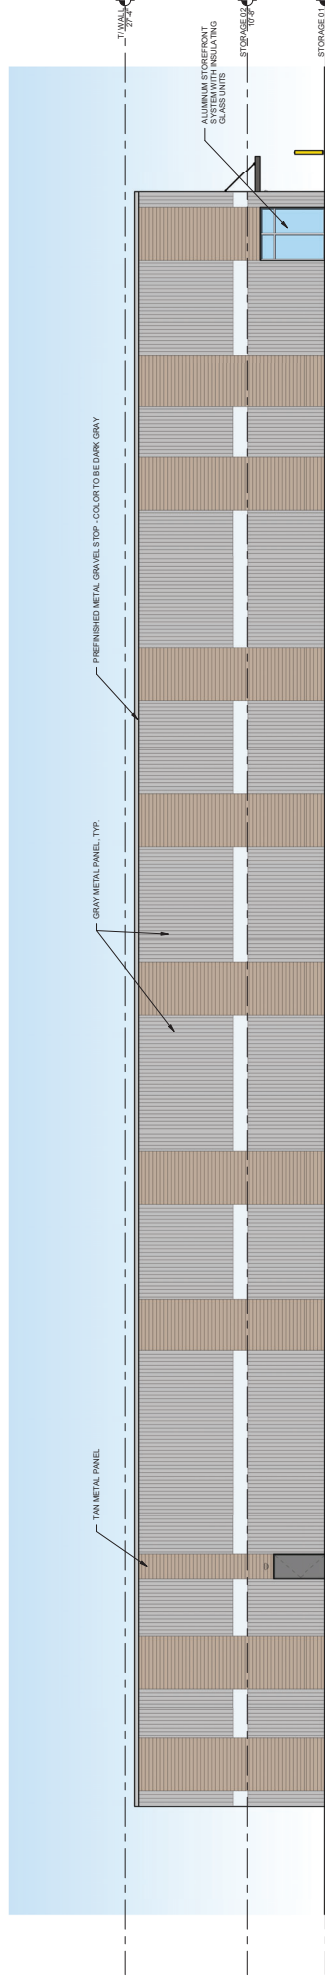 TAN METAL PANEL
GRAY METAL PANEL, TYP.
PREFINISHED METAL GRAVEL STOP - COLOR TO BE DARK GRAY
ALUMINUM STOREFRONT
SYSTEM WITH INSULATING
GLASS UNITS
T/ WALL
27'-4"
STORAGE 02
10'-8"
STORAGE 01